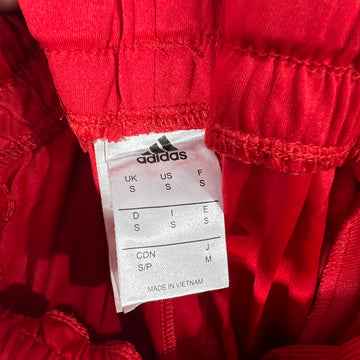 adidas
UK US F
S S S
D I E
S S S
CDN J
S/P M
MADE IN VIETNAM